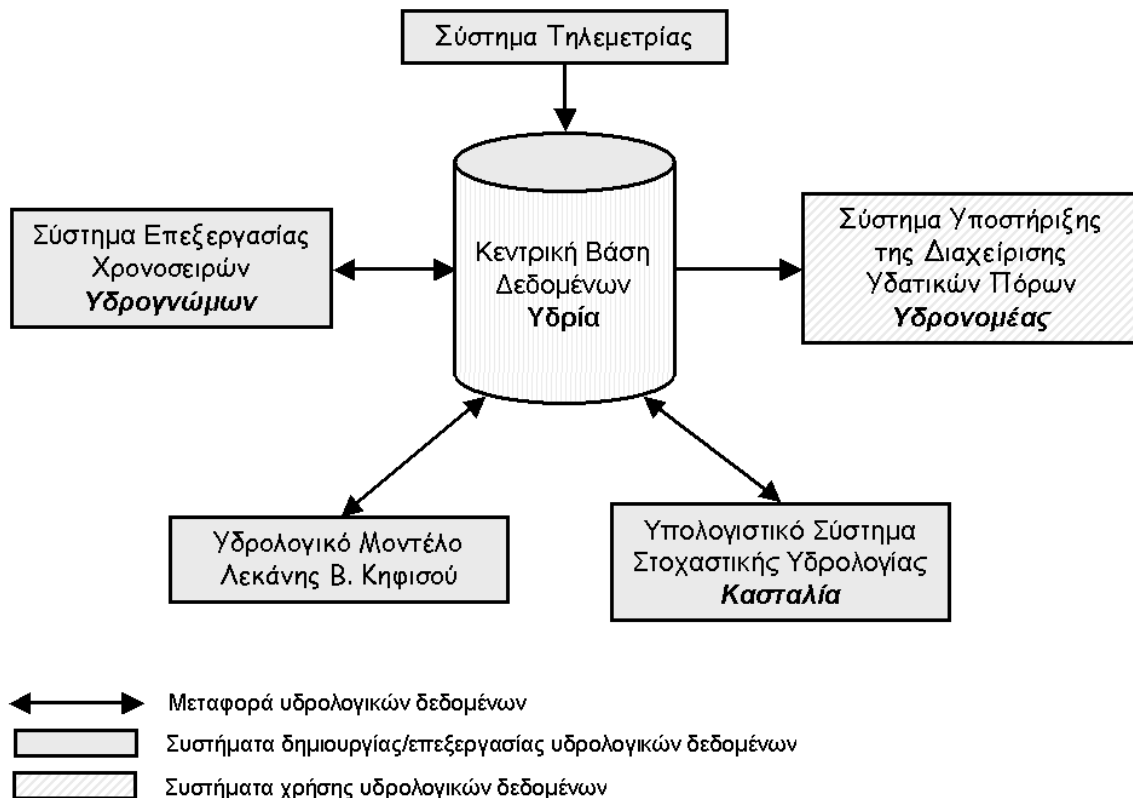 Σύστημα Τηλεμετρίας
Σύστημα Επεξεργασίας
Χρονοσειρών
Υδρογνώμων
Κεντρική Βάση
Δεδομένων
Υδρία
Σύστημα Υποστήριξης
της Διαχείρισης
Υδατικών Πόρων
Υδρονομέας
Υδρολογικό Μοντέλο
Λεκάνης Β. Κηφισού
Υπολογιστικό Σύστημα
Στοχαστικής Υδρολογίας
Κασταλία
Μεταφορά υδρολογικών δεδομένων
Συστήματα δημιουργίας/επεξεργασίας υδρολογικών δεδομένων
Συστήματα χρήσης υδρολογικών δεδομένων